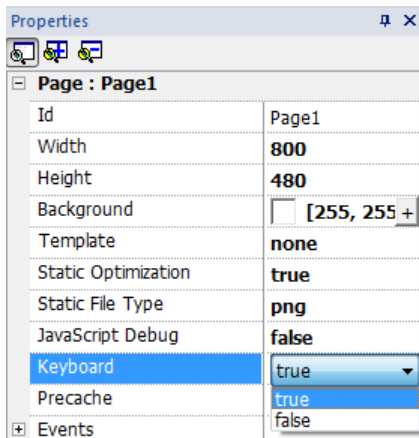 Properties
Page : Page1
Id Page1
Width 800
Height 480
Background [255, 255 +
Template none
Static Optimization true
Static File Type png
JavaScript Debug false
Keyboard true
Precache true
Events false